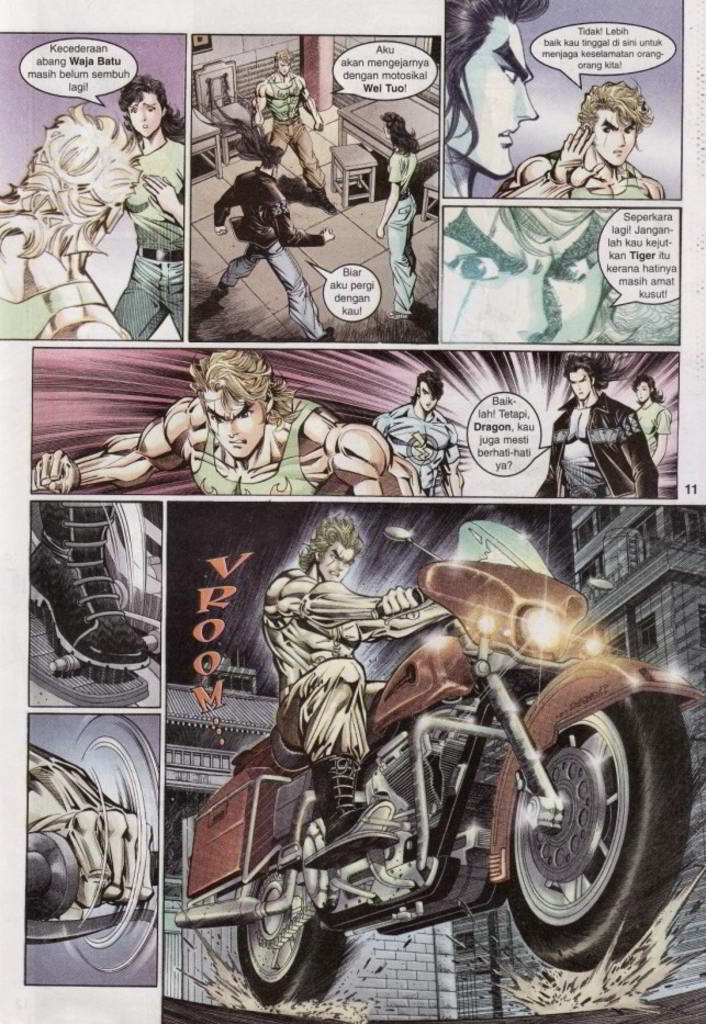 Kecederaan
abang Waja Batu
masih belum sembuh
lagi!
Aku
akan mengejarnya
dengan motosikal
Wel Tuo!
Biar
aku pergi
dengan
kau!
Tidak! Lebih
baik kau tinggal di sini untuk
menjaga keselamatan orang-
orang kita!
Seperkara
lagi! Jangan-
lah kau kejut-
kan Tiger itu
kerana hatinya
masih amat
kusut!
Baik-
lah! Tetapi,
Dragon, kau
juga mesti
berhati-hati
ya?
11
VROOM...